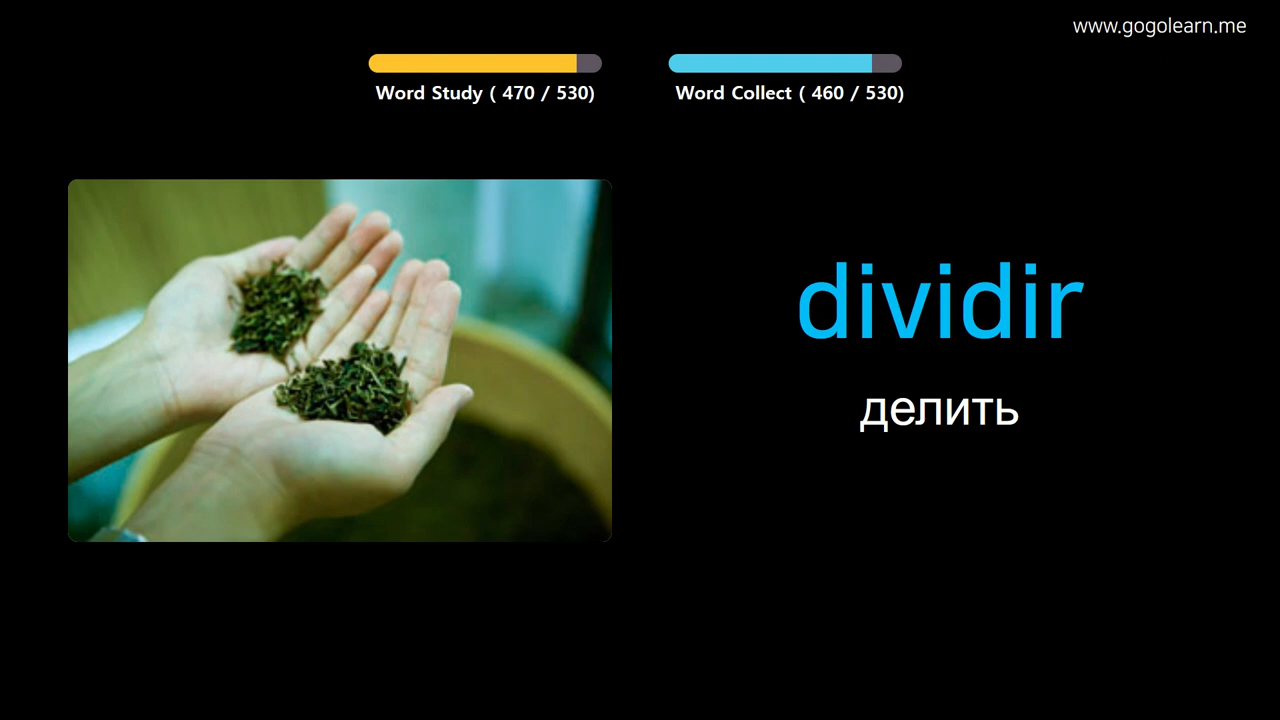 www.gogolearn.me
Word Study ( 470 / 530)
Word Collect ( 460 / 530)
dividir
делить